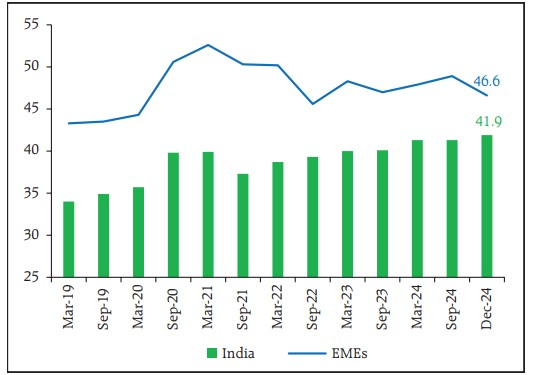 55
50
45
40
35
30
25
46.6
41.9
Mar-19
Sep-19
Mar-20
Sep-20
Mar-21
Sep-21
Mar-22
Sep-22
Mar-23
Sep-23
Mar-24
Sep-24
Dec-24
India
EMEs